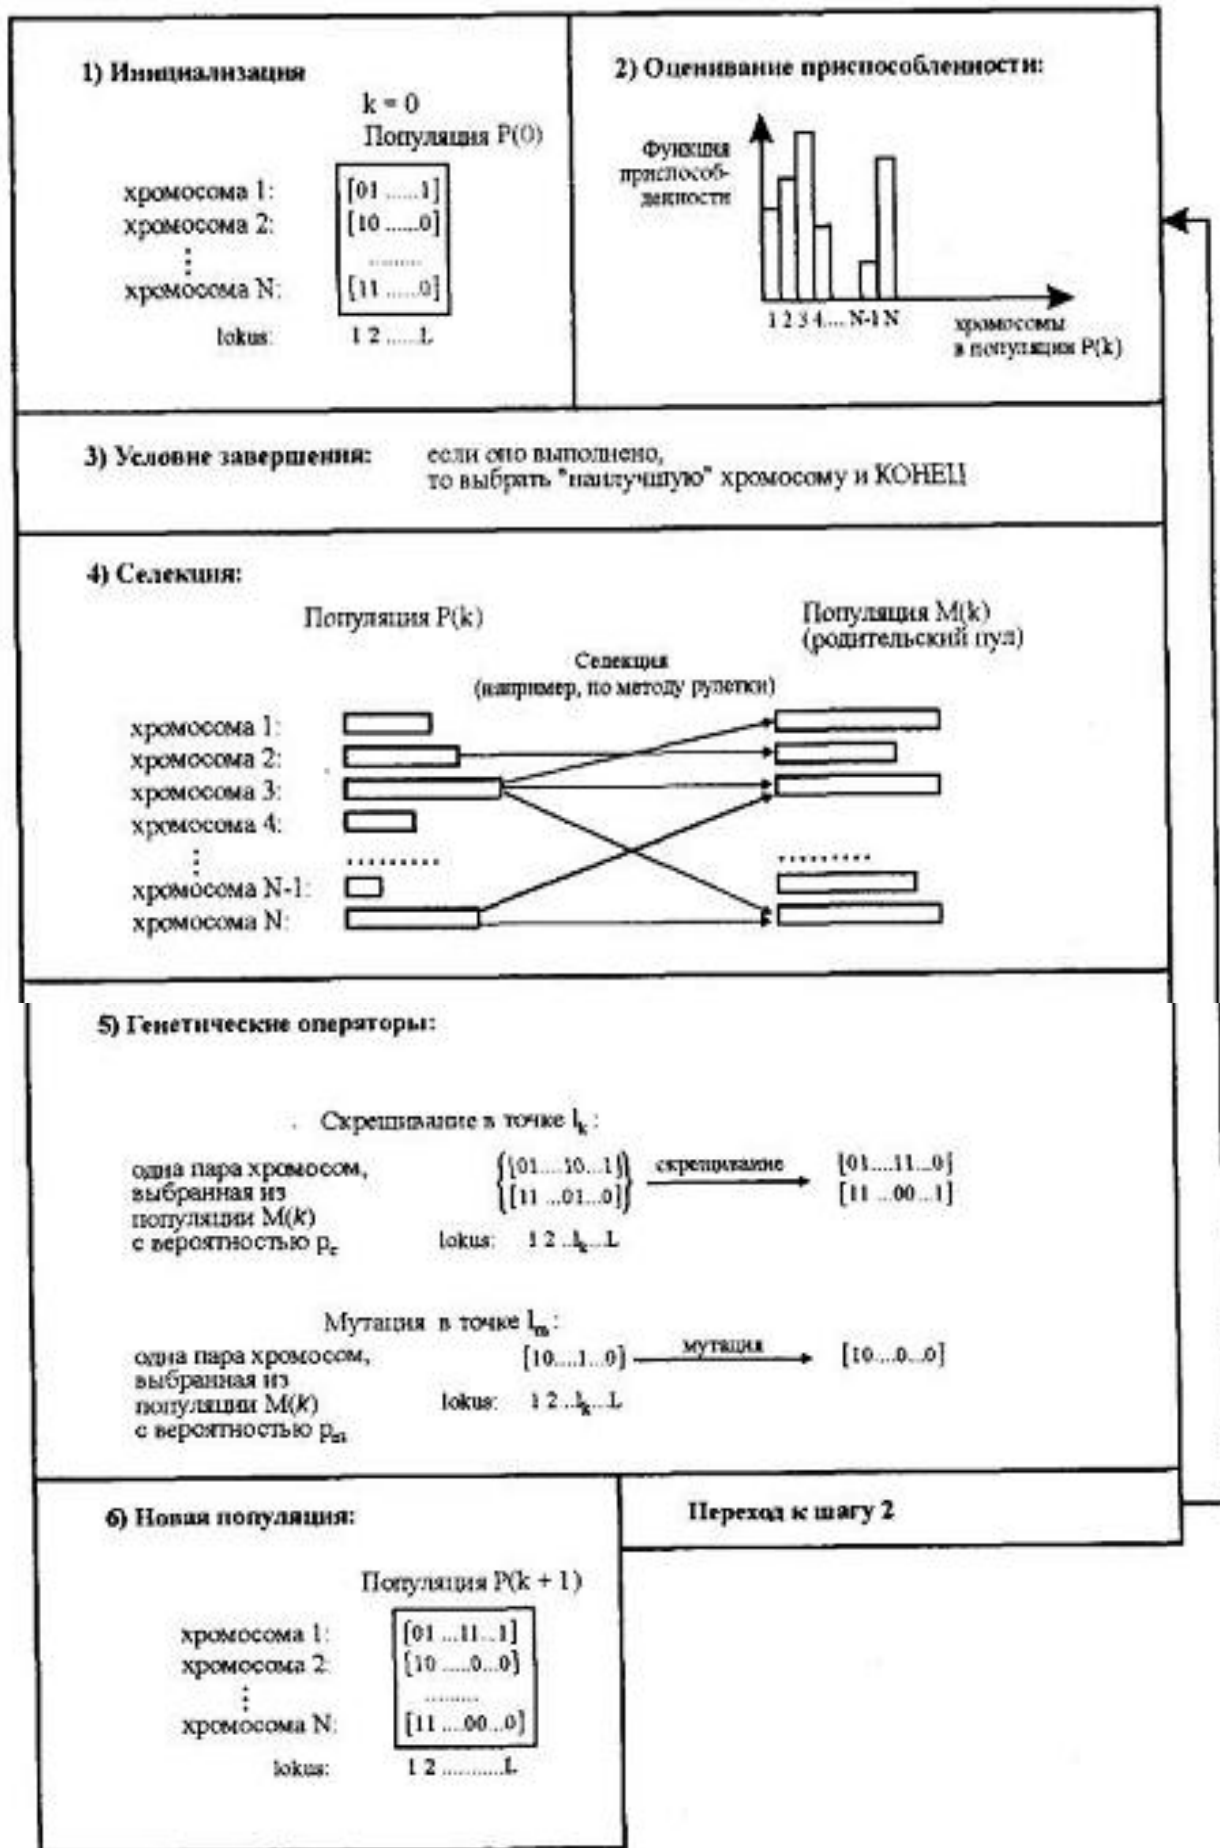 1) Инициализация
k = 0
Популяция P(0)
хромосома 1: [01 ......1]
хромосома 2: [10 ......0]
.........
хромосома N: [11 ......0]
lokus: 1 2 ......L
2) Оценивание приспособленности:
Функция
приспособ-
ленности
1 2 3 4.... N-1 N
хромосомы
в популяции P(k)
3) Условие завершения: если оно выполнено,
то выбрать "наилучшую" хромосому и КОНЕЦ
4) Селекция:
Популяция P(k)
Популяция M(k)
(родительский пул)
Селекция
(например, по методу рулетки)
хромосома 1:
хромосома 2:
хромосома 3:
хромосома 4:
хромосома N-1:
хромосома N:
5) Генетические операторы:
Скрещивание в точке lk :
одна пара хромосом,
выбранная из
популяции M(k)
с вероятностью pc
{[01....10...1]} скрещивание [01....11...0]
{[11 ...01...0]} [11 ...00...1]
lokus: 1 2 ..lk...L
Мутация в точке lm :
одна пара хромосом,
выбранная из
популяции M(k)
с вероятностью pm
[10....1...0] мутация [10....0...0]
lokus: 1 2 ..lk...L
6) Новая популяция:
Переход к шагу 2
Популяция P(k + 1)
хромосома 1: [01 ...11...1]
хромосома 2: [10 .....0...0]
.........
хромосома N: [11 ....00...0]
lokus: 1 2 ...........L